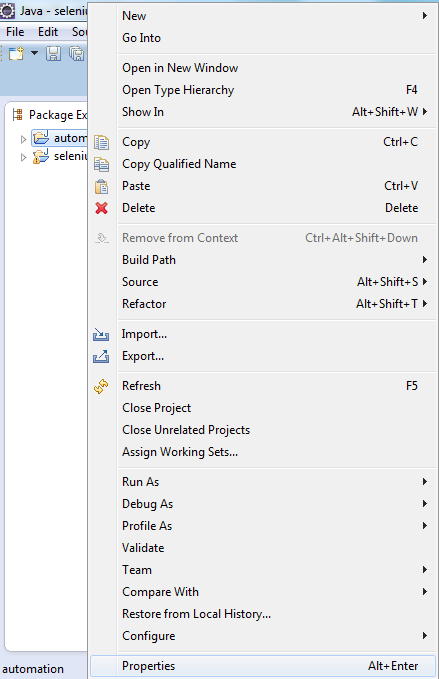 Java - seleniu
File Edit Sou
Package Ex
autom
seleniu
New
Go Into
Open in New Window
Open Type Hierarchy F4
Show In Alt+Shift+W
Copy Ctrl+C
Copy Qualified Name
Paste Ctrl+V
Delete Delete
Remove from Context Ctrl+Alt+Shift+Down
Build Path
Source Alt+Shift+S
Refactor Alt+Shift+T
Import...
Export...
Refresh F5
Close Project
Close Unrelated Projects
Assign Working Sets...
Run As
Debug As
Profile As
Validate
Team
Compare With
Restore from Local History...
Configure
Properties Alt+Enter
automation